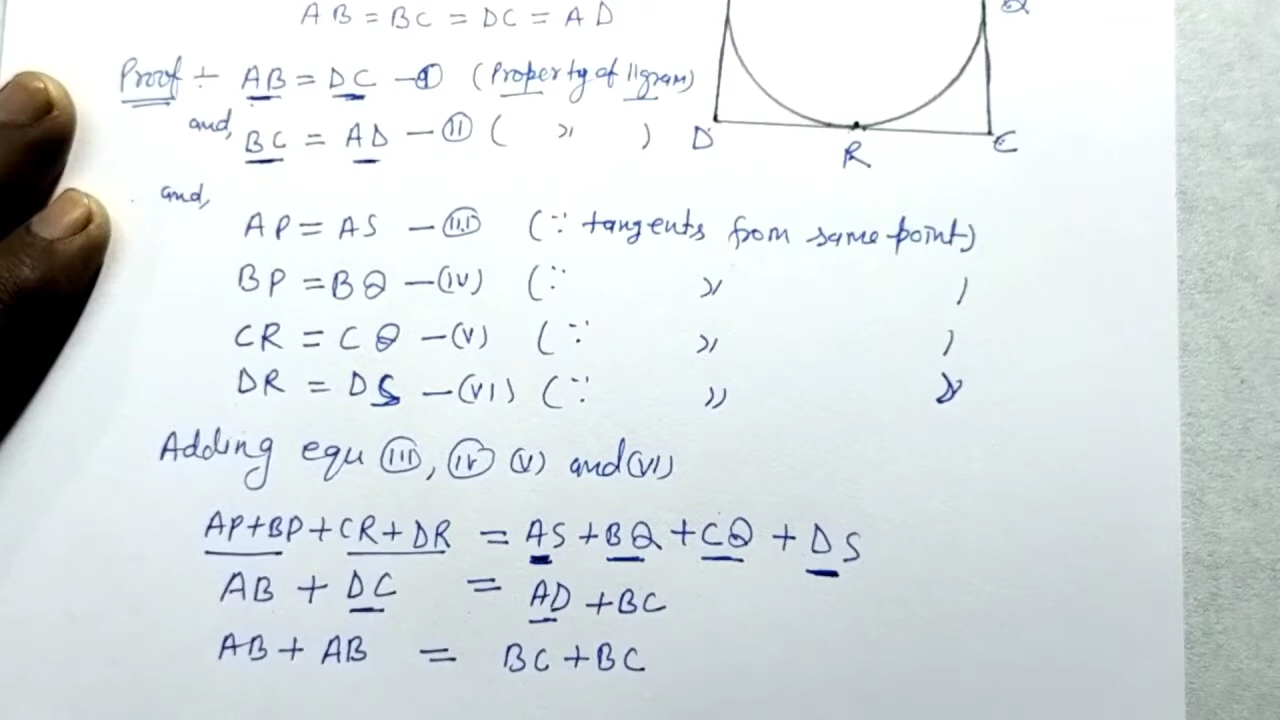 AB = BC = DC = AD
Q
Proof ÷ AB = DC — (I) (Property of ||gram)
and, BC = AD — (II) ( " )
D
R
C
and,
AP = AS — (III) (∵ tangents from same point)
BP = BQ — (IV) (∵ " )
CR = CQ — (V) (∵ " )
DR = DS — (VI) (∵ " )
Adding equ (III), (IV) (V) and (VI)
AP+BP+CR+DR = AS+BQ+CQ+DS
AB + DC = AD + BC
AB + AB = BC + BC